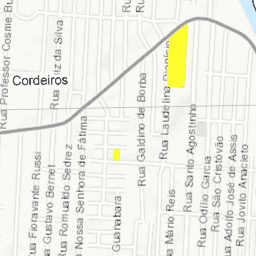 Rua Professor Cosme Bu
Rua Fioravante Russi
Rua Gustavo Bernet
Rua Luiz da Silva
Cordeiros
Rua Romualdo Sedrez
Rua Nossa Senhora de Fátima
Guanabara
Rua Galdino de Borba
Rua Laudelina Dionísio
Rua Mário Reis
Rua Santo Agostinho
Rua Odílio Garcia
Rua São Cristóvão
Rua Adolfo José de Assis
Rua Jovito Anacleto